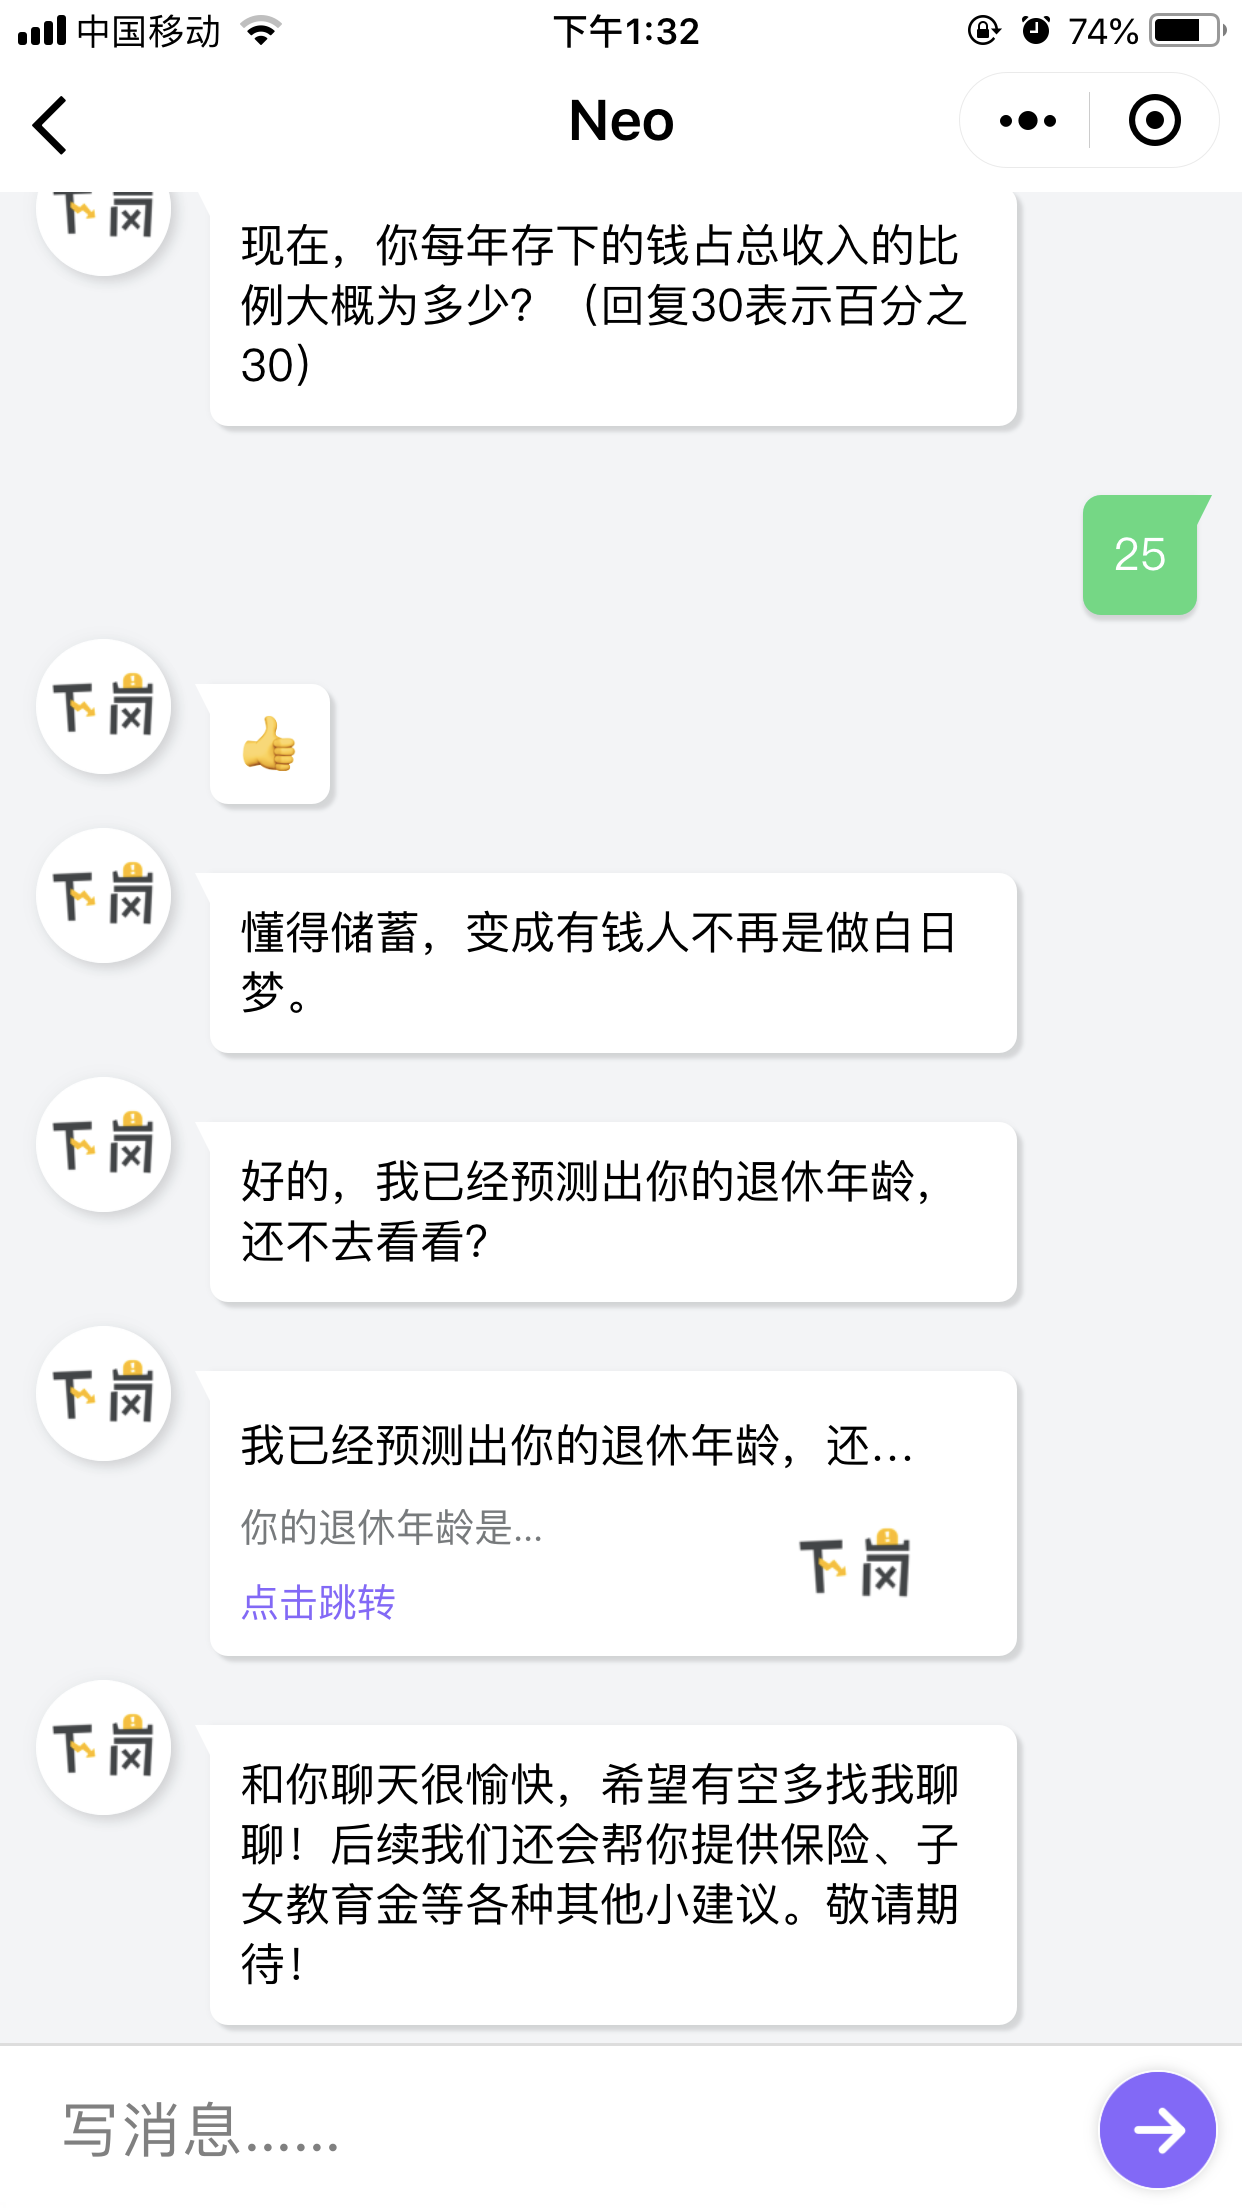 中国移动
下午1:32
74%
Neo
下岗
现在，你每年存下的钱占总收入的比
例大概为多少？（回复30表示百分之
30）
25
下岗
👍
下岗
懂得储蓄，变成有钱人不再是做白日
梦。
下岗
好的，我已经预测出你的退休年龄，
还不去看看?
下岗
我已经预测出你的退休年龄，还...
你的退休年龄是...
点击跳转
下岗
下岗
和你聊天很愉快，希望有空多找我聊
聊！后续我们还会帮你提供保险、子
女教育金等各种其他小建议。敬请期
待！
写消息......